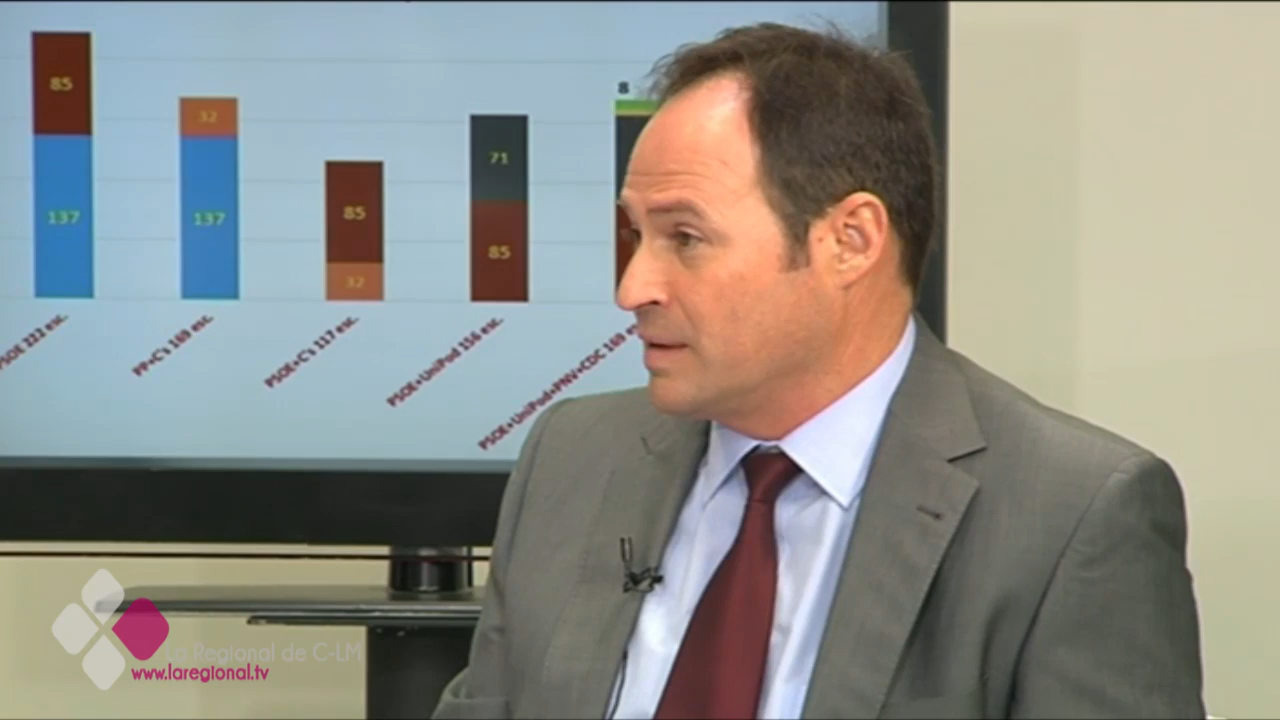 85
137
32
137
85
32
71
85
8
PSOE 222 esc.
PP+C's 169 esc.
PSOE+C's 117 esc.
PSOE+UniPod 156 esc.
PSOE+UniPod+PNV+CDC 169
La Regional de C-LM
www.laregional.tv